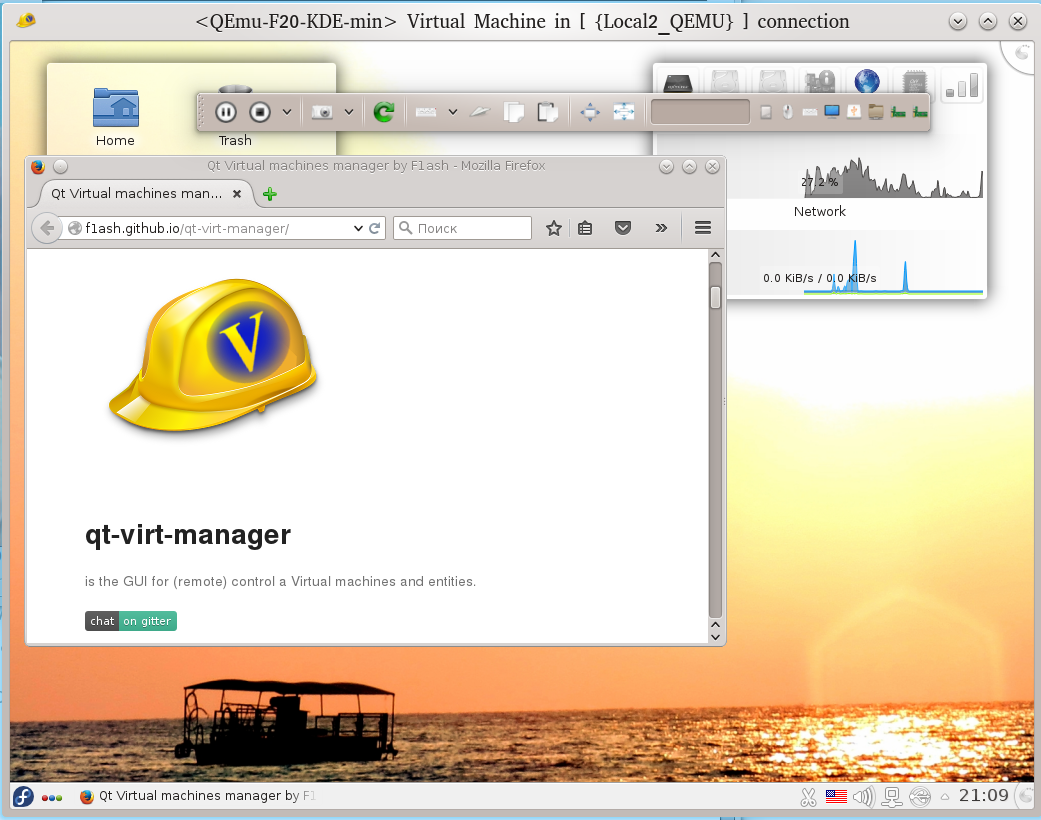 <QEmu-F20-KDE-min> Virtual Machine in [ {Local2_QEMU} ] connection
Home
Trash
27.2 %
Network
0.0 KiB/s / 0.0 KiB/s
Qt Virtual machines manager by F1ash - Mozilla Firefox
Qt Virtual machines man...
f1ash.github.io/qt-virt-manager/
Поиск
V
qt-virt-manager
is the GUI for (remote) control a Virtual machines and entities.
chat on gitter
Qt Virtual machines manager by F1
21:09